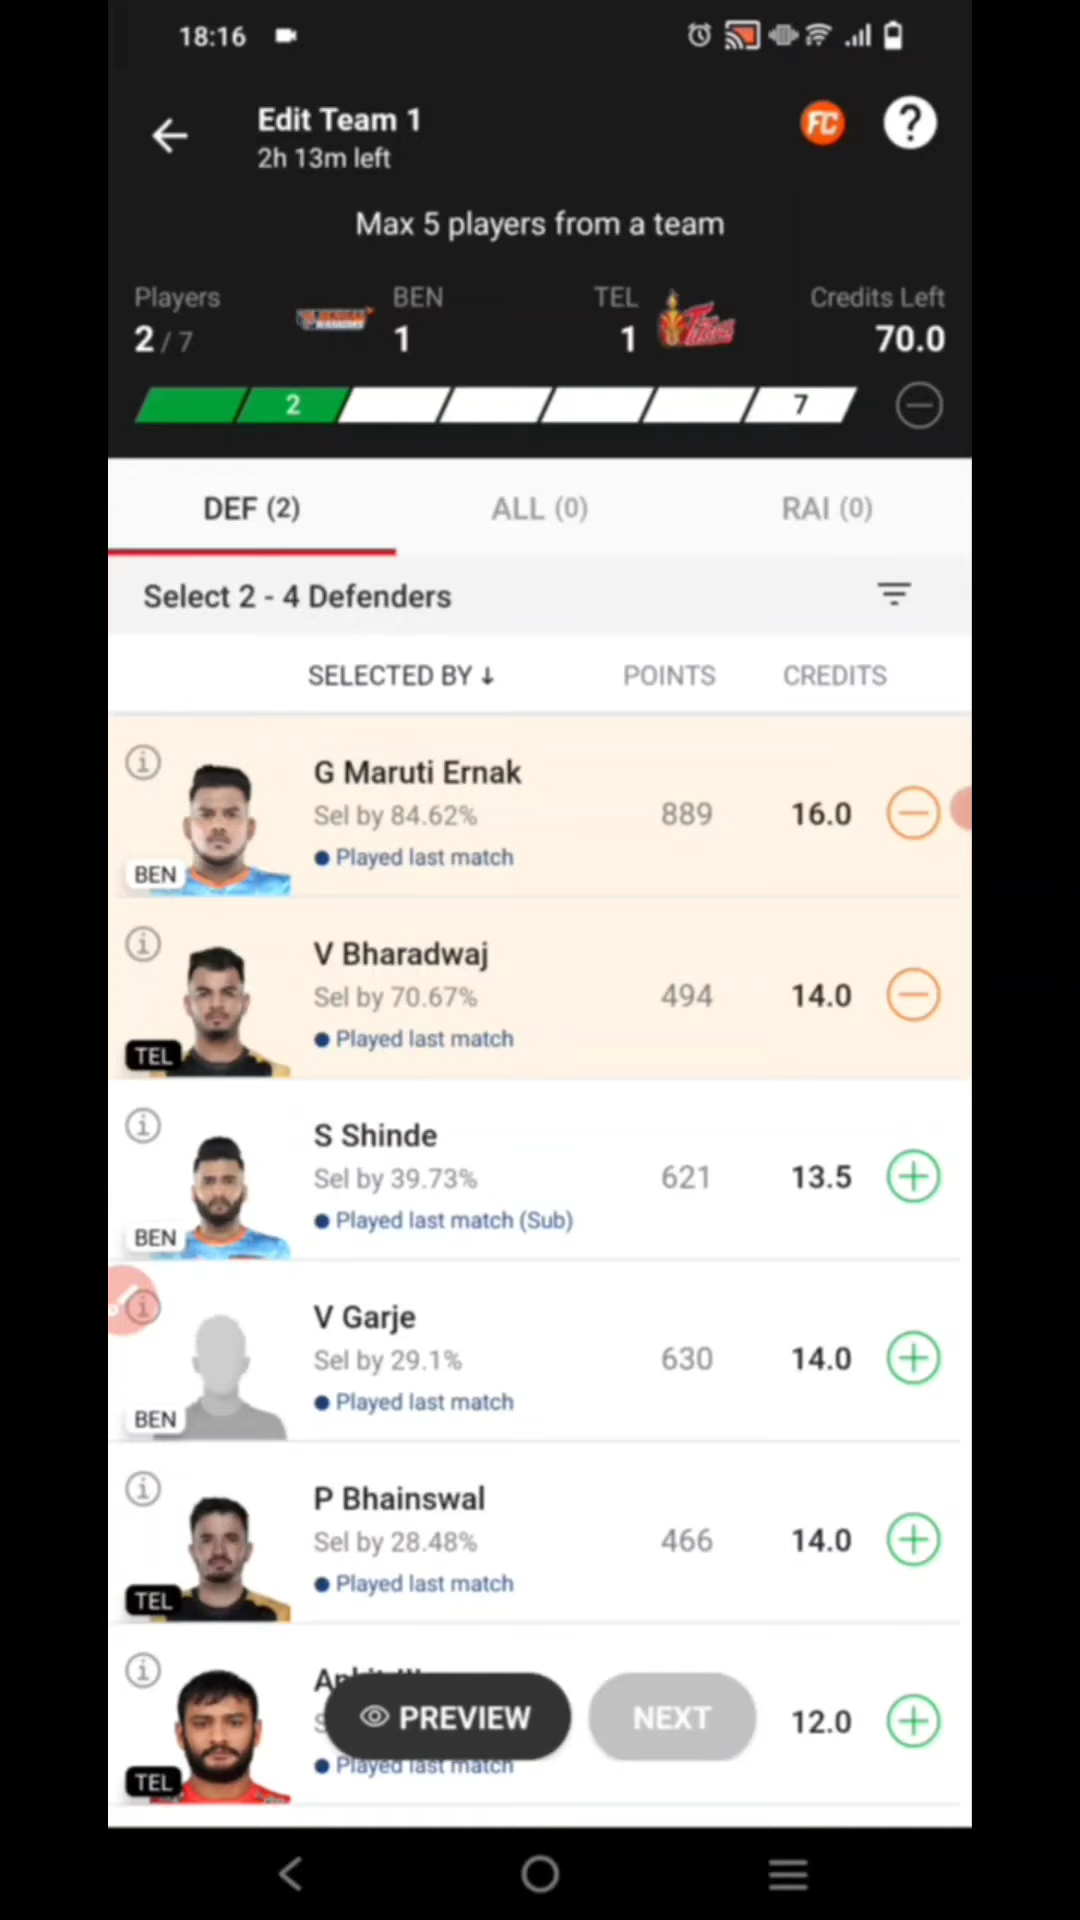 18:16
Edit Team 1
FC
?
2h 13m left
Max 5 players from a team
Players
BEN
TEL
Credits Left
2 / 7
1
1
70.0
2
7
DEF (2)
ALL (0)
RAI (0)
Select 2 - 4 Defenders
SELECTED BY ↓
POINTS
CREDITS
G Maruti Ernak
Sel by 84.62%
889
16.0
Played last match
BEN
V Bharadwaj
Sel by 70.67%
494
14.0
Played last match
TEL
S Shinde
Sel by 39.73%
621
13.5
Played last match (Sub)
BEN
V Garje
Sel by 29.1%
630
14.0
Played last match
BEN
P Bhainswal
Sel by 28.48%
466
14.0
Played last match
TEL
PREVIEW
NEXT
12.0
Played last match
TEL